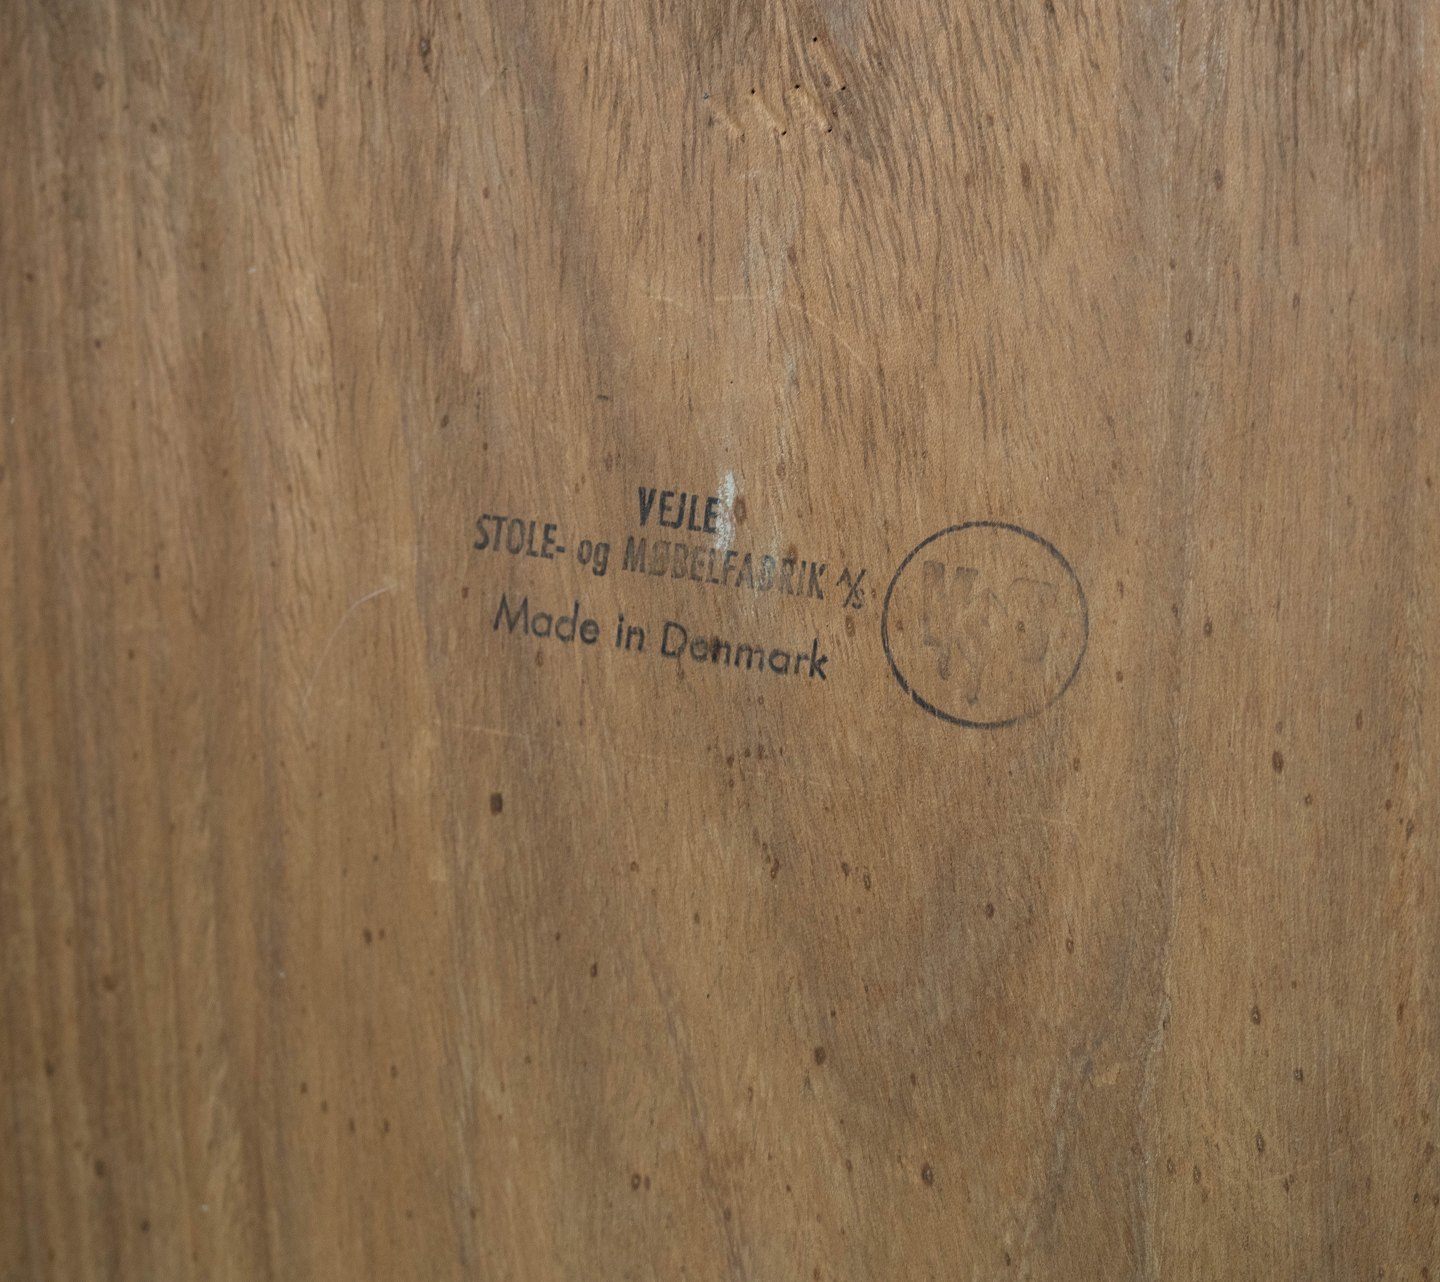 VEJLE
STOLE- og MØBELFABRIK A/S
Made in Denmark